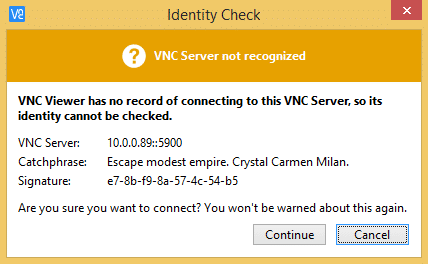 V2
Identity Check
VNC Server not recognized
VNC Viewer has no record of connecting to this VNC Server, so its
identity cannot be checked.
VNC Server: 10.0.0.89::5900
Catchphrase: Escape modest empire. Crystal Carmen Milan.
Signature: e7-8b-f9-8a-57-4c-54-b5
Are you sure you want to connect? You won't be warned about this again.
Continue Cancel